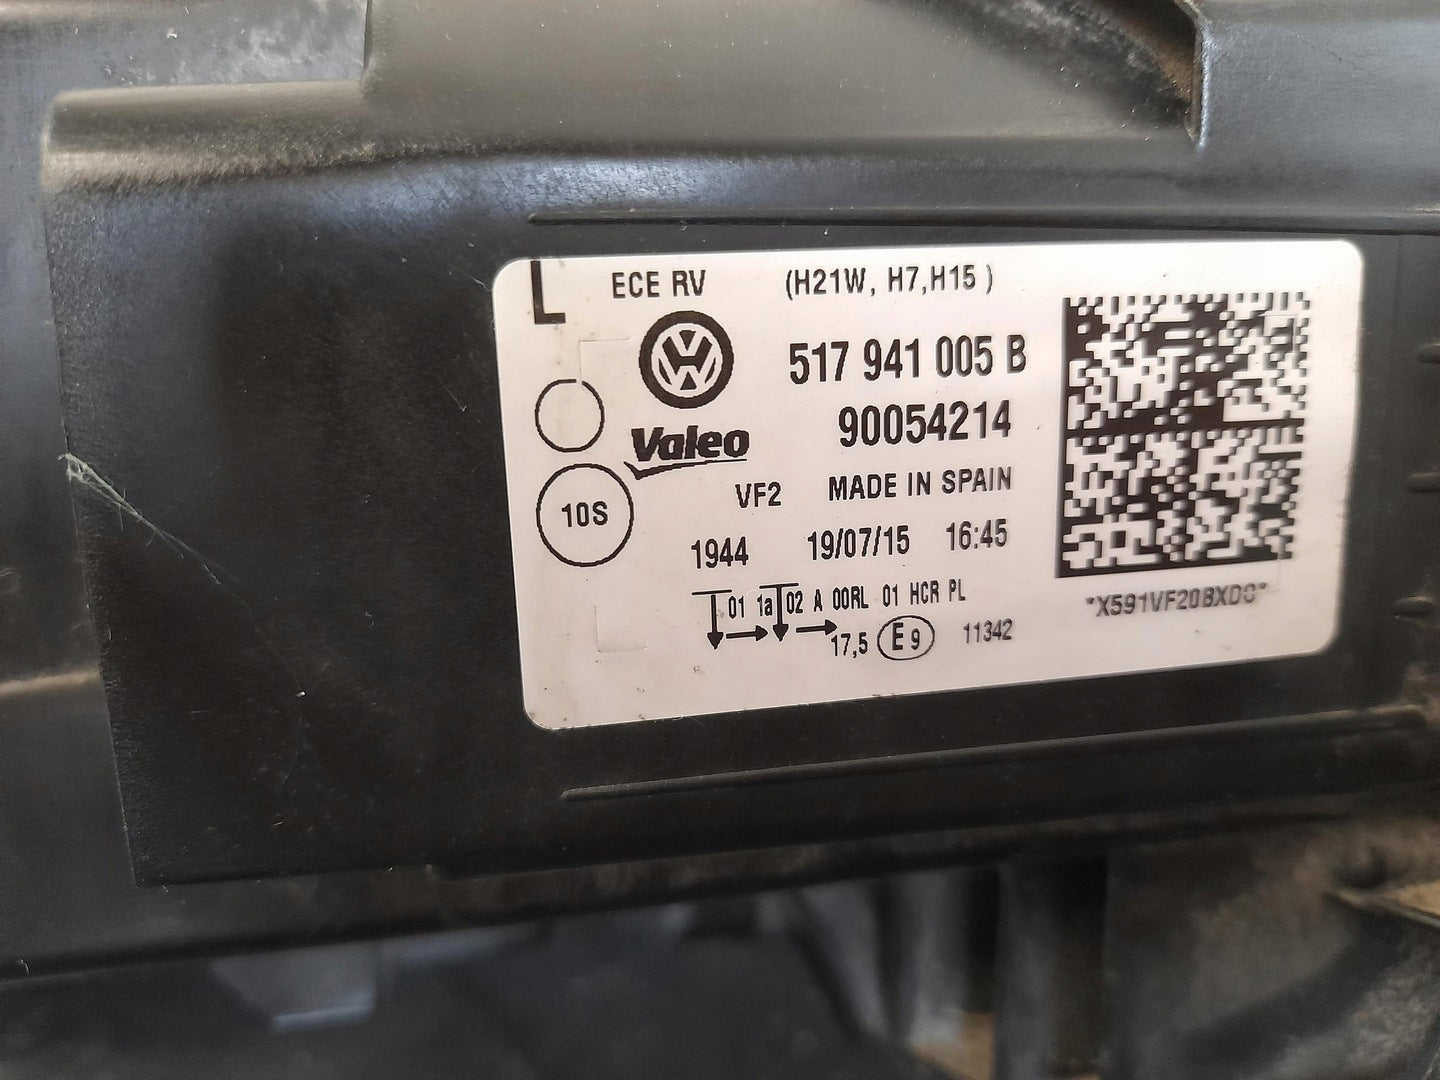 L ECE RV (H21W, H7,H15 )
517 941 005 B
90054214
Valeo
10S
VF2 MADE IN SPAIN
1944 19/07/15 16:45
01 1a 02 A 00RL 01 HCR PL
17,5 E9 11342